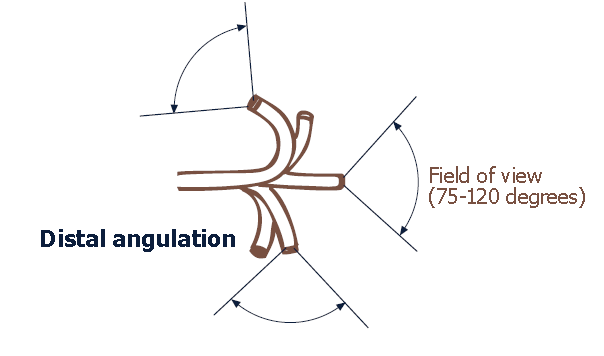 Field of view
(75-120 degrees)
Distal angulation